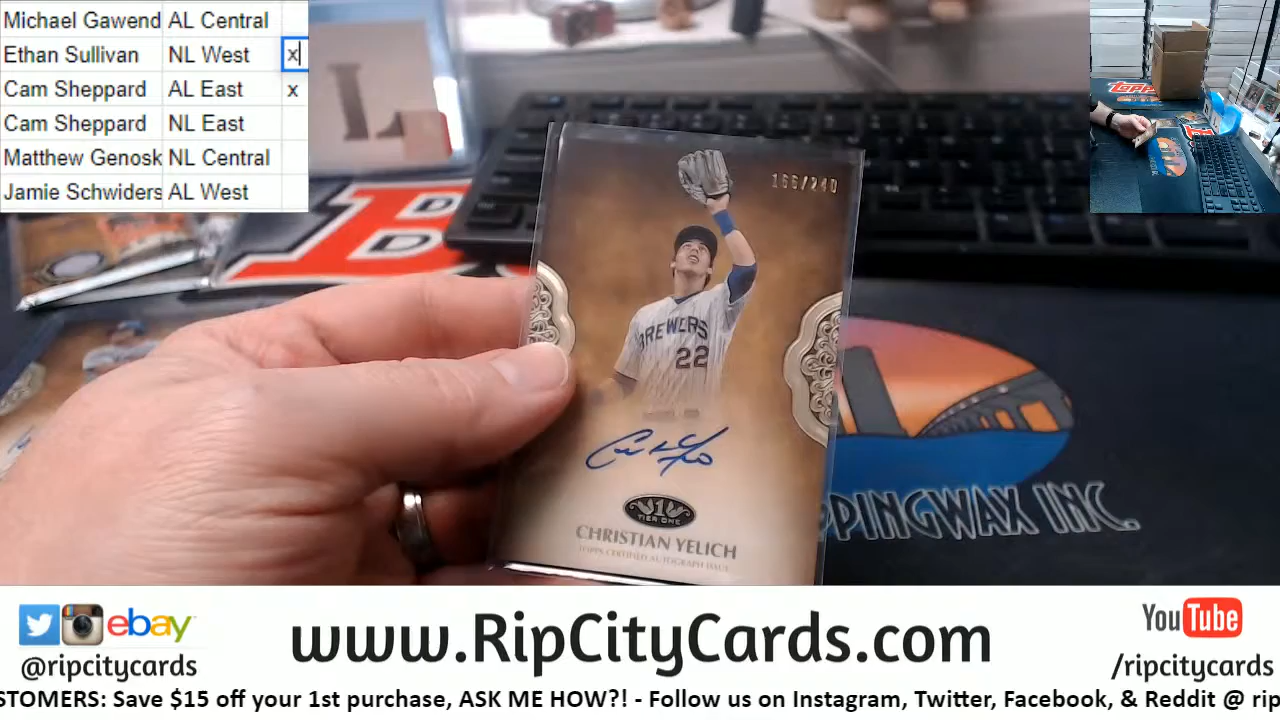 Michael Gawend AL Central
Ethan Sullivan NL West x
Cam Sheppard AL East x
Cam Sheppard NL East
Matthew Genosk NL Central
Jamie Schwiders AL West
166/240
BREWERS
22
TIER ONE
CHRISTIAN YELICH
TOPPS CERTIFIED AUTOGRAPH ISSUE
PPINGWAX INC.
ebay
@ripcitycards
www.RipCityCards.com
YouTube
/ripcitycards
STOMERS: Save $15 off your 1st purchase, ASK ME HOW?! - Follow us on Instagram, Twitter, Facebook, & Reddit @ rip